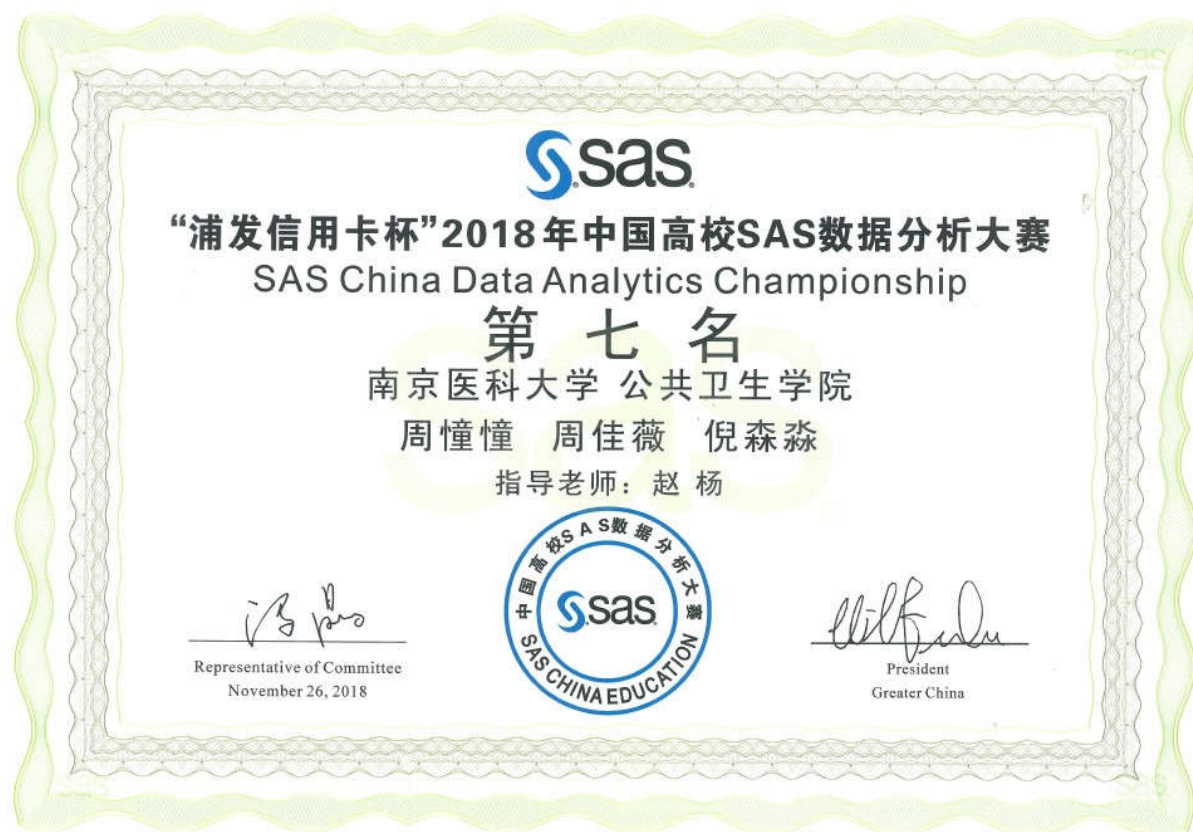 sas
“浦发信用卡杯”2018年中国高校SAS数据分析大赛
SAS China Data Analytics Championship
第七名
南京医科大学 公共卫生学院
周憧憧 周佳薇 倪森淼
指导老师：赵 杨
中国高校SAS数据分析大赛
sas
SAS CHINA EDUCATION
Representative of Committee
November 26, 2018
President
Greater China